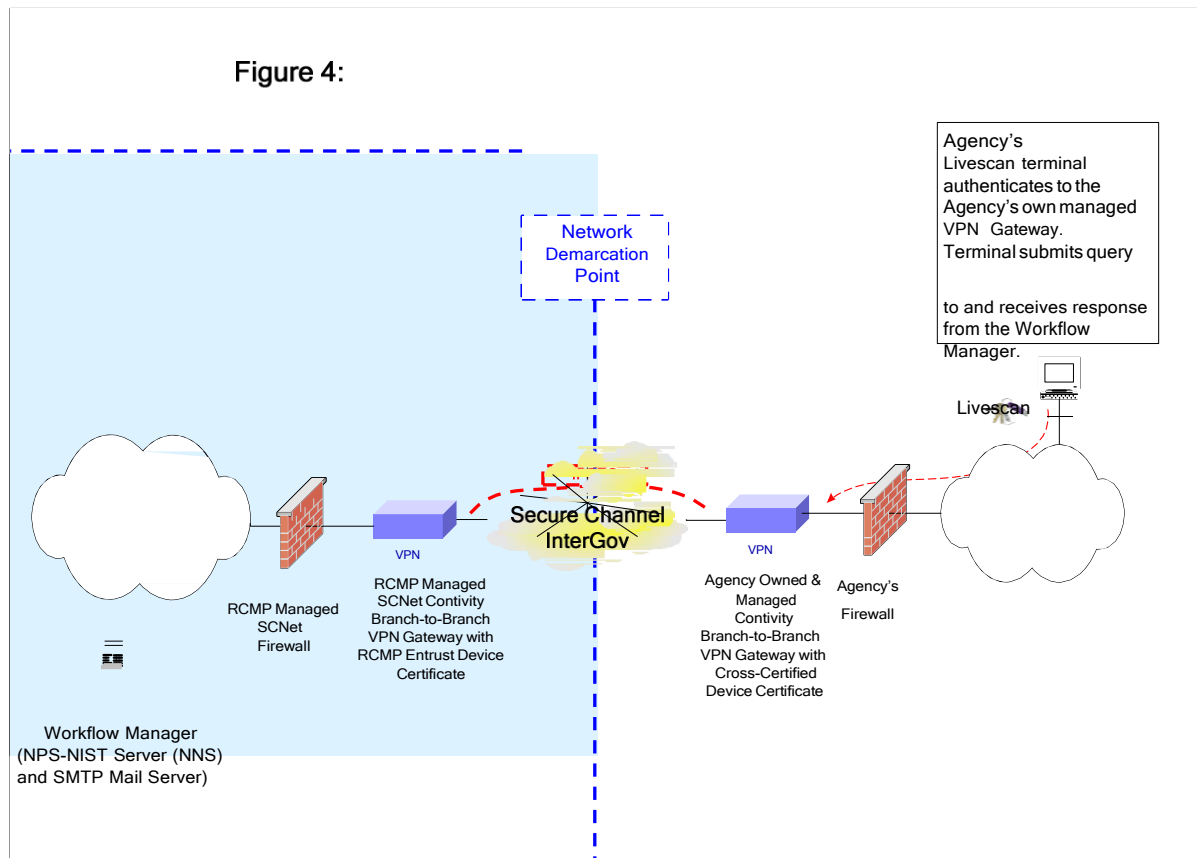 Figure 4:
Agency's
Livescan terminal
authenticates to the
Agency's own managed
VPN Gateway.
Terminal submits query
to and receives response
from the Workflow
Manager.
Network
Demarcation
Point
Livescan
Secure Channel
InterGov
VPN
RCMP Managed
SCNet
Firewall
RCMP Managed
SCNet Contivity
Branch-to-Branch
VPN Gateway with
RCMP Entrust Device
Certificate
VPN
Agency Owned &
Managed
Contivity
Branch-to-Branch
VPN Gateway with
Cross-Certified
Device Certificate
Agency's
Firewall
Workflow Manager
(NPS-NIST Server (NNS)
and SMTP Mail Server)